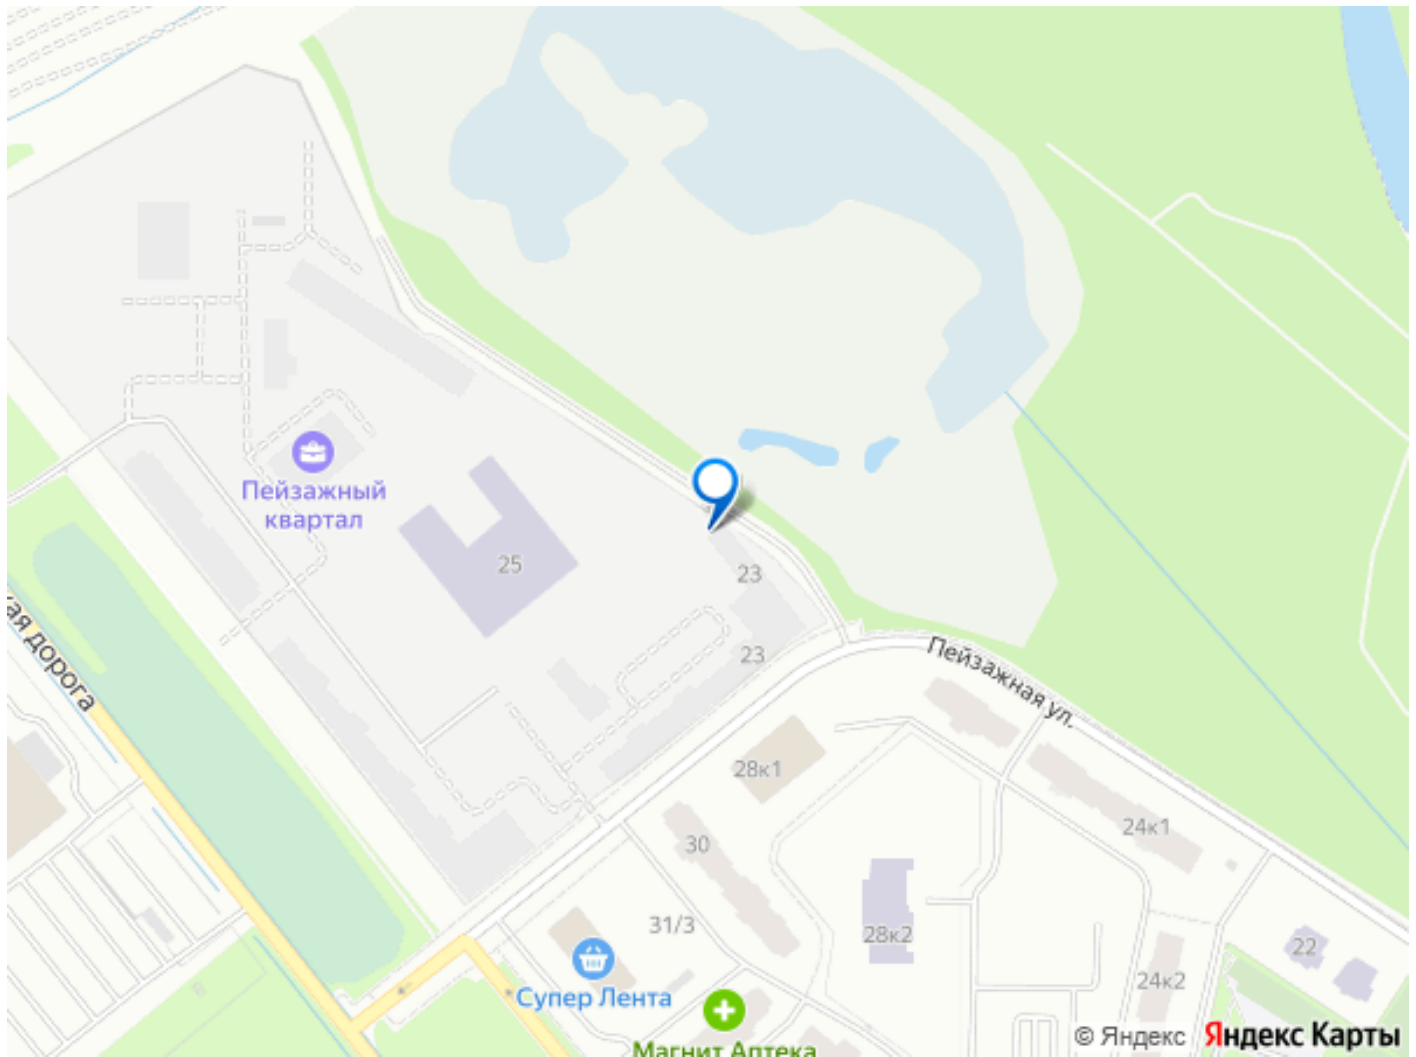 Пейзажный
квартал
25
23
23
кая дорога
Пейзажная ул.
28к1
24к1
30
31/3
28к2
22
24к2
Супер Лента
Магнит Аптека
© Яндекс Яндекс Карты